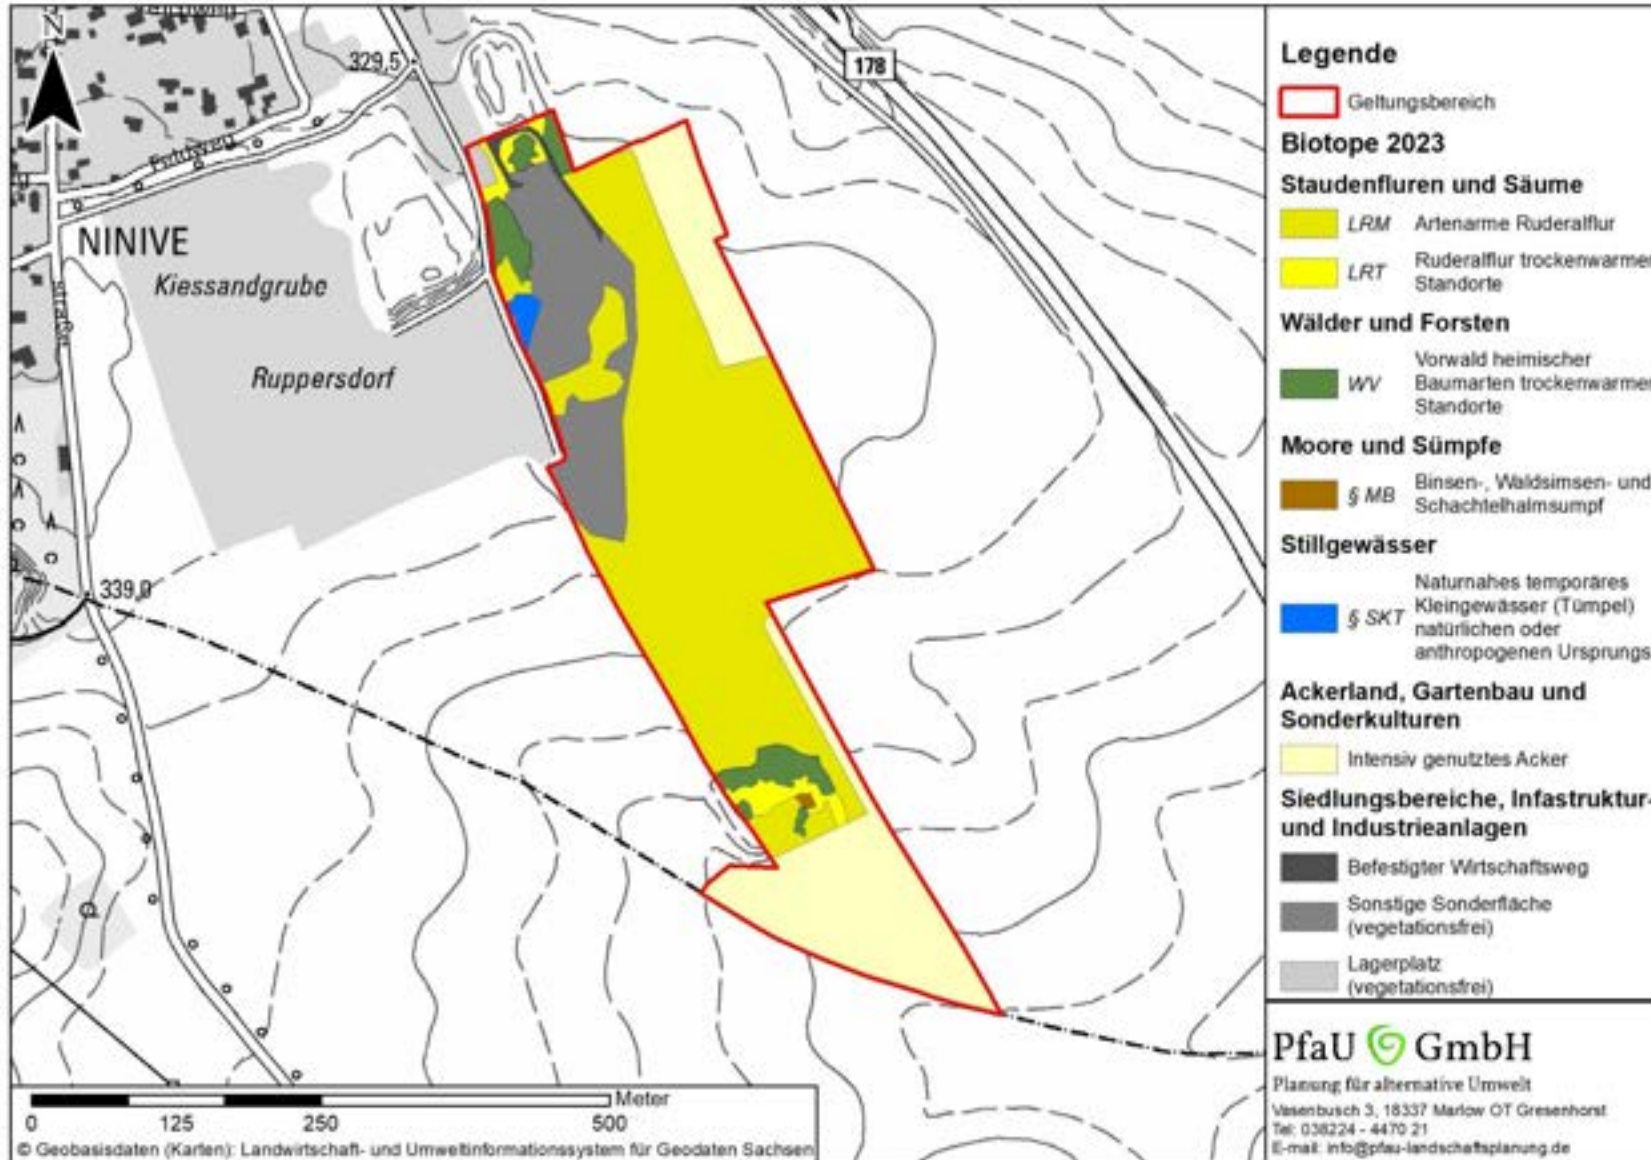 N
329,5
178
Feldweg
NINIVE
Kiessandgrube
Ruppersdorf
straße
339,0
Legende
Geltungsbereich
Biotope 2023
Staudenfluren und Säume
LRM Artenarme Ruderalflur
LRT Ruderalflur trockenwarmer
Standorte
Wälder und Forsten
WV Vorwald heimischer
Baumarten trockenwarmer
Standorte
Moore und Sümpfe
§ MB Binsen-, Waldsimsen- und
Schachtelhalmsumpf
Stillgewässer
§ SKT Naturnahes temporäres
Kleingewässer (Tümpel)
natürlichen oder
anthropogenen Ursprungs
Ackerland, Gartenbau und
Sonderkulturen
Intensiv genutztes Acker
Siedlungsbereiche, Infastruktur-
und Industrieanlagen
Befestigter Wirtschaftsweg
Sonstige Sonderfläche
(vegetationsfrei)
Lagerplatz
(vegetationsfrei)
PfaU GmbH
Planung für alternative Umwelt
Vasenbusch 3, 18337 Marlow OT Gresenhorst
Tel: 038224 - 4470 21
E-mail: info@pfau-landschaftsplanung.de
Meter
0 125 250 500
© Geobasisdaten (Karten): Landwirtschaft- und Umweltinformationssystem für Geodaten Sachsen